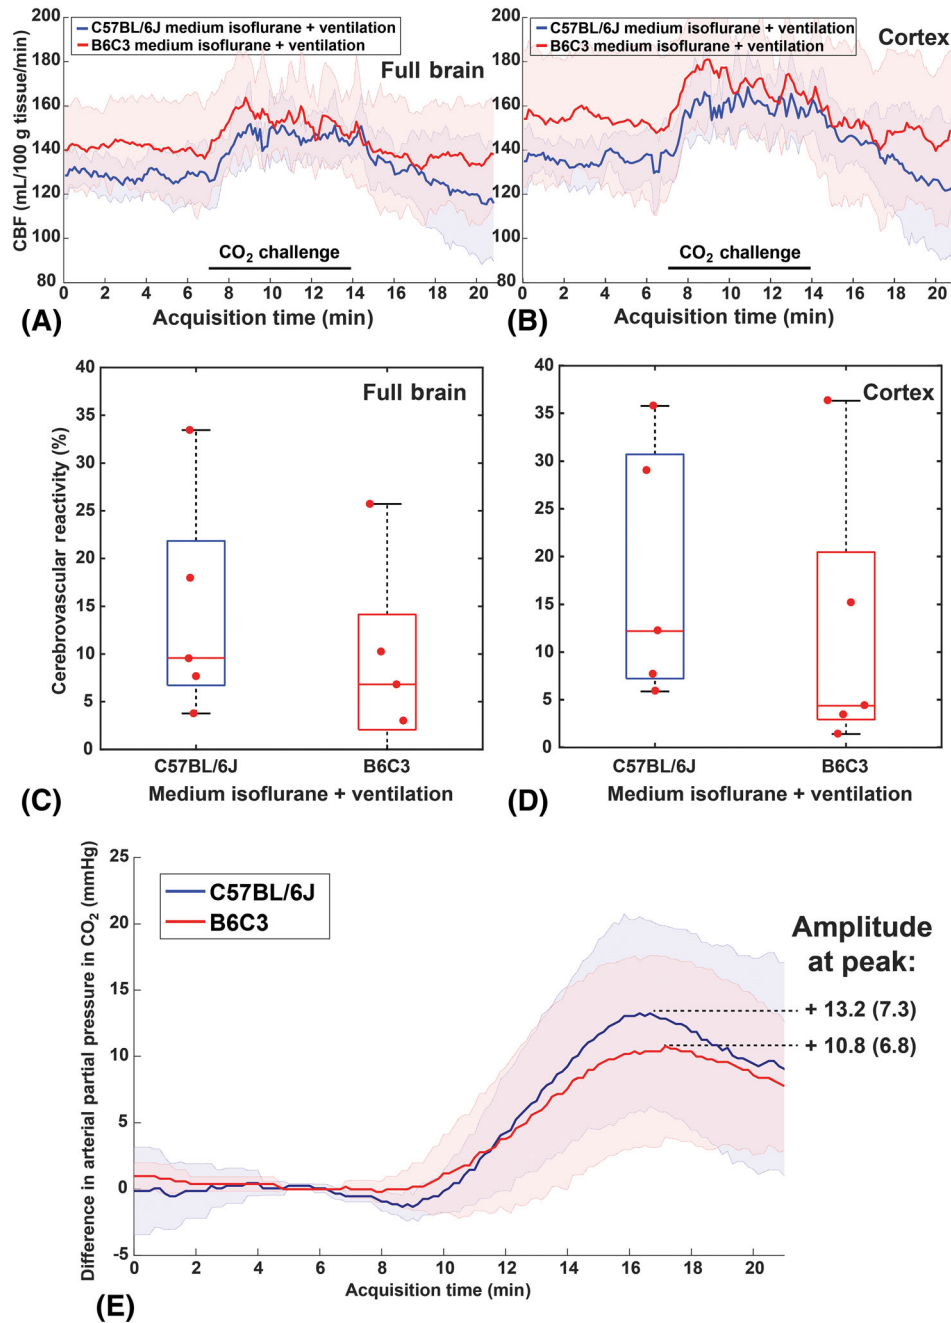 C57BL/6J medium isoflurane + ventilation
B6C3 medium isoflurane + ventilation
Full brain
CBF (mL/100 g tissue/min)
200
180
160
140
120
100
80
CO2 challenge
0 2 4 6 8 10 12 14 16 18 20
Acquisition time (min)
(A)
C57BL/6J medium isoflurane + ventilation
B6C3 medium isoflurane + ventilation
Cortex
200
180
160
140
120
100
80
CO2 challenge
0 2 4 6 8 10 12 14 16 18 20
Acquisition time (min)
(B)
Full brain
Cerebrovascular reactivity (%)
40
35
30
25
20
15
10
5
0
C57BL/6J B6C3
Medium isoflurane + ventilation
(C)
Cortex
40
35
30
25
20
15
10
5
0
C57BL/6J B6C3
Medium isoflurane + ventilation
(D)
C57BL/6J
B6C3
Difference in arterial partial pressure in CO2 (mmHg)
25
20
15
10
5
0
-5
0 2 4 6 8 10 12 14 16 18 20
Acquisition time (min)
Amplitude
at peak:
+ 13.2 (7.3)
+ 10.8 (6.8)
(E)